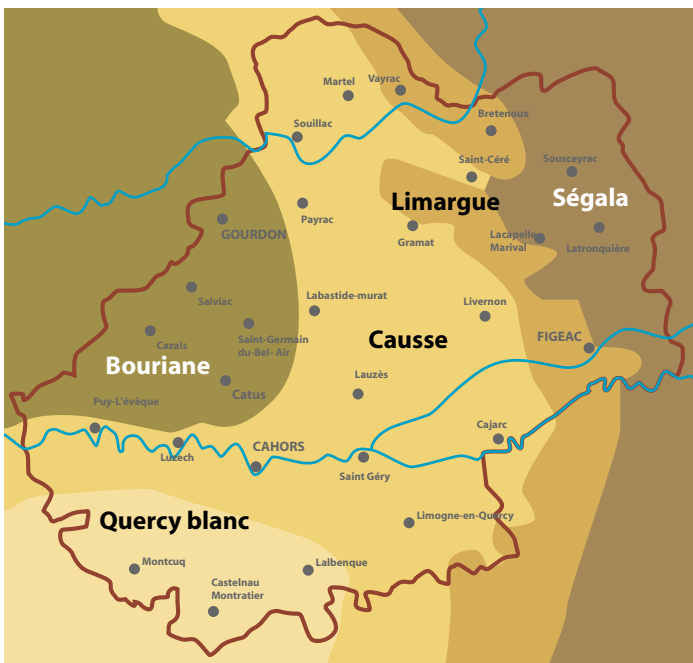 Vayrac
Martel
Bretenoux
Souillac
Saint-Céré
Sousceyrac
Limargue
Ségala
Payrac
GOURDON
Gramat
Lacapelle
Marival
Latronquière
Salviac
Labastide-murat
Livernon
Cazals
Saint-Germain
du-Bel- Air
Causse
FIGEAC
Bouriane
Lauzès
Catus
Puy-L'évêque
Cajarc
Luzech
CAHORS
Saint Géry
Quercy blanc
Limogne-en-Quercy
Montcuq
Lalbenque
Castelnau
Montratier